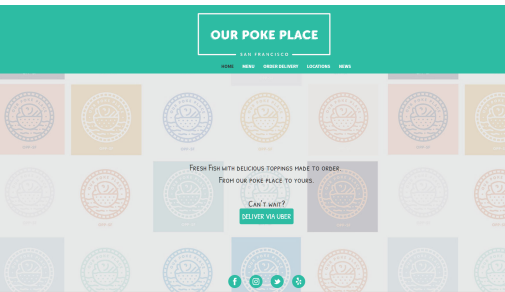 OUR POKE PLACE
SAN FRANCISCO
HOME MENU ORDER DELIVERY LOCATIONS NEWS
Fresh Fish with delicious toppings made to order.
From our poke place to yours.
Can't wait?
DELIVER VIA UBER